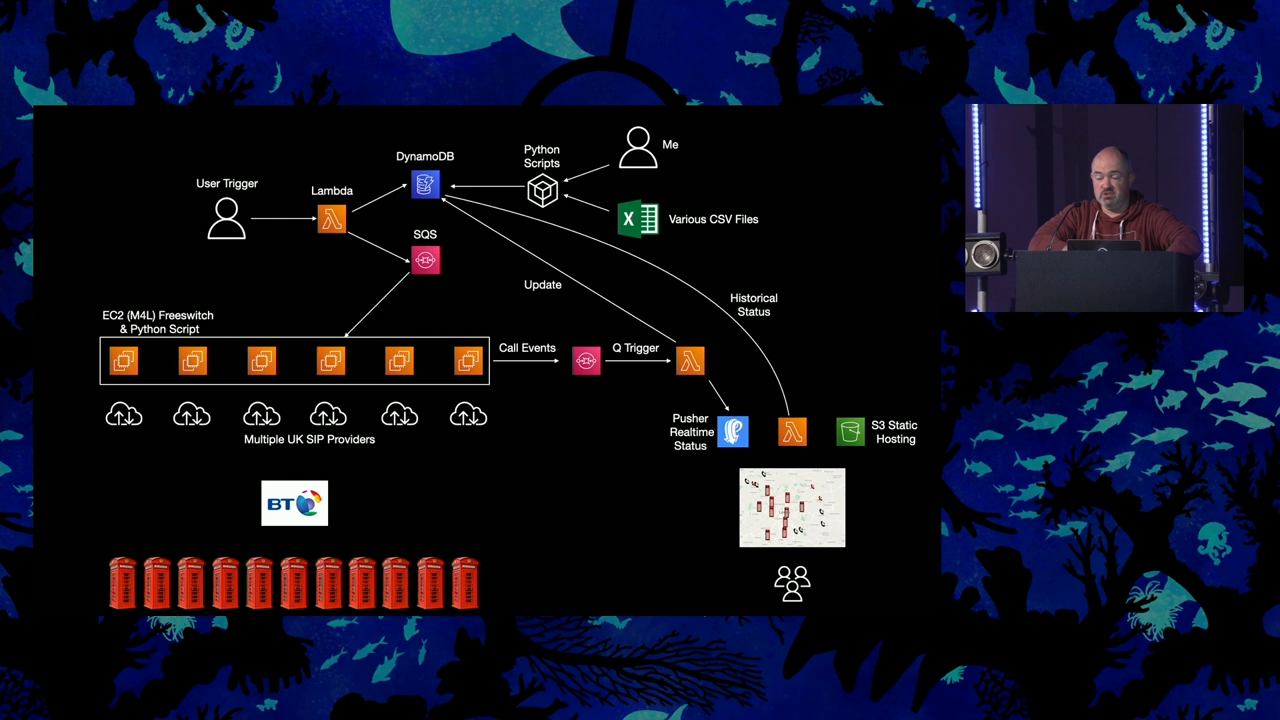 Me
Python
Scripts
DynamoDB
User Trigger
Lambda
Various CSV Files
SQS
Update
Historical
Status
EC2 (M4L) Freeswitch
& Python Script
Call Events
Q Trigger
Pusher
Realtime
Status
S3 Static
Hosting
Multiple UK SIP Providers
BT